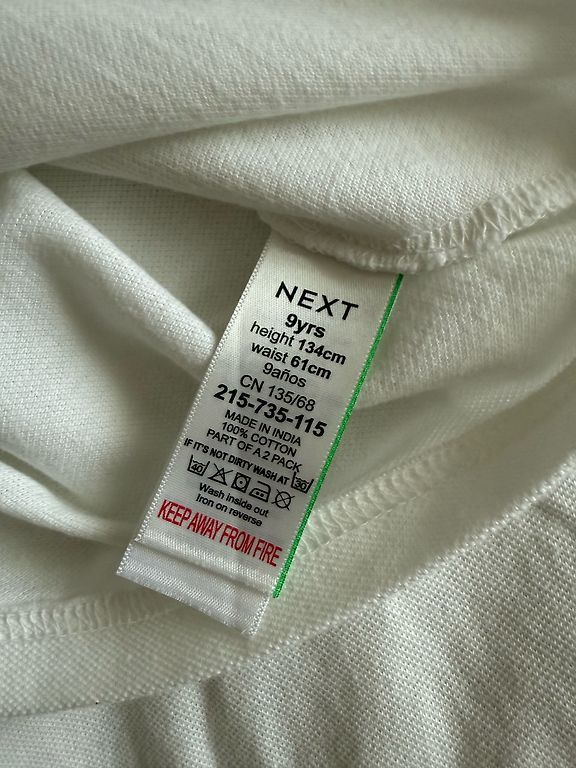 NEXT
9yrs
height 134cm
waist 61cm
9años
CN 135/68
215-735-115
MADE IN INDIA
100% COTTON
PART OF A 2 PACK
IF IT'S NOT DIRTY WASH AT 30
40
Wash inside out
Iron on reverse
KEEP AWAY FROM FIRE